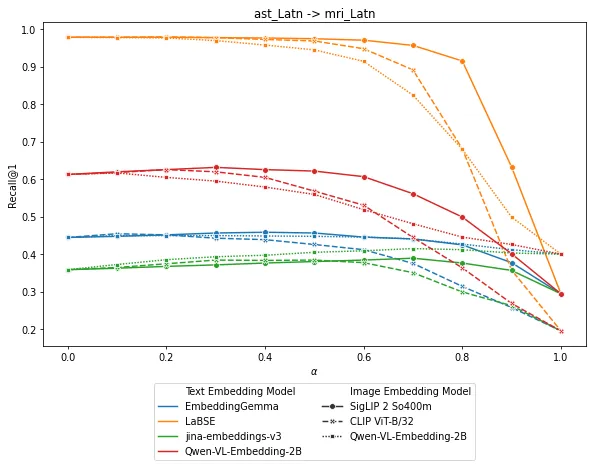 ast_Latn -> mri_Latn
Recall@1
1.0
0.9
0.8
0.7
0.6
0.5
0.4
0.3
0.2
0.0 0.2 0.4 0.6 0.8 1.0
α
Text Embedding Model Image Embedding Model
EmbeddingGemma SigLIP 2 So400m
LaBSE CLIP ViT-B/32
jina-embeddings-v3 Qwen-VL-Embedding-2B
Qwen-VL-Embedding-2B